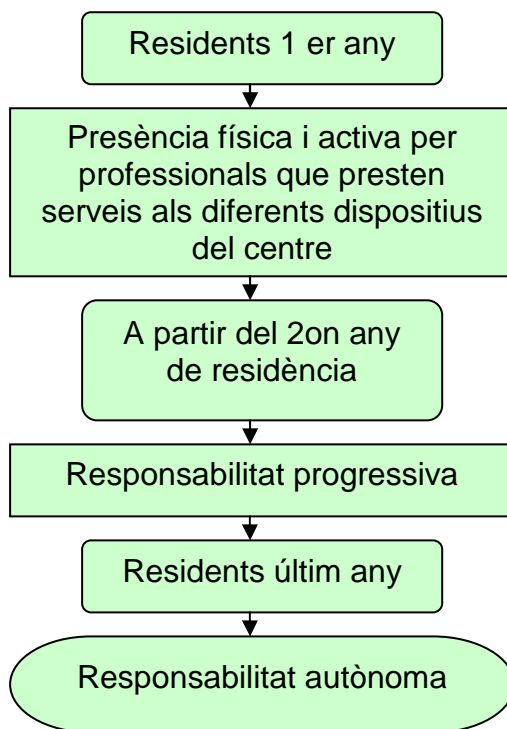 Residents 1 er any
Presència física i activa per
professionals que presten
serveis als diferents dispositius
del centre
A partir del 2on any
de residència
Responsabilitat progressiva
Residents últim any
Responsabilitat autònoma